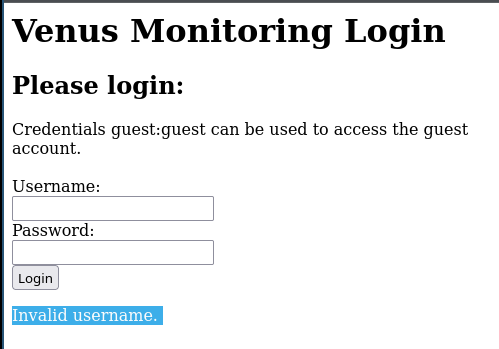 Venus Monitoring Login
Please login:
Credentials guest:guest can be used to access the guest
account.
Username:
Password:
Login
Invalid username.